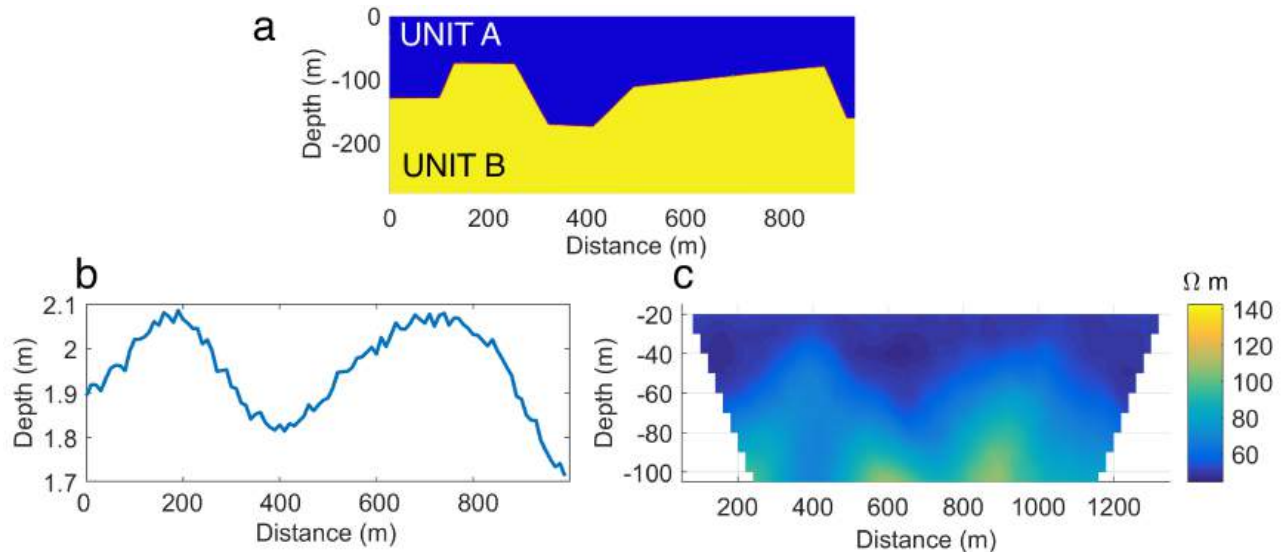 a
UNIT A
UNIT B
0
-100
-200
Depth (m)
0 200 400 600 800
Distance (m)
b
2.1
2
1.9
1.8
1.7
Depth (m)
0 200 400 600 800
Distance (m)
c
-20
-40
-60
-80
-100
Depth (m)
200 400 600 800 1000 1200
Distance (m)
Ω m
140
120
100
80
60